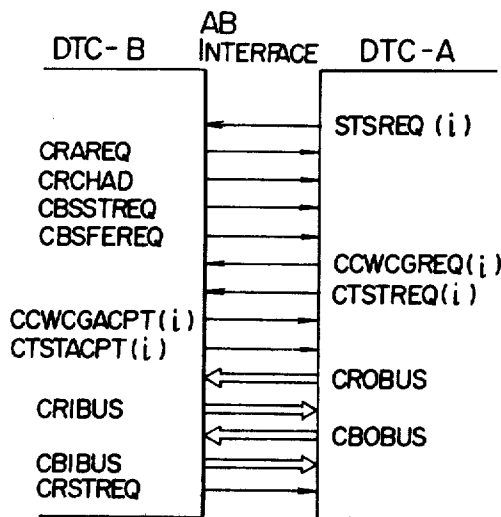 AB
DTC-B INTERFACE DTC-A
STSREQ (i)
CRAREQ
CRCHAD
CBSSTREQ
CBSFEREQ
CCWCGREQ(i)
CTSTREQ(i)
CCWCGACPT(i)
CTSTACPT(i)
CROBUS
CRIBUS
CBOBUS
CBIBUS
CRSTREQ